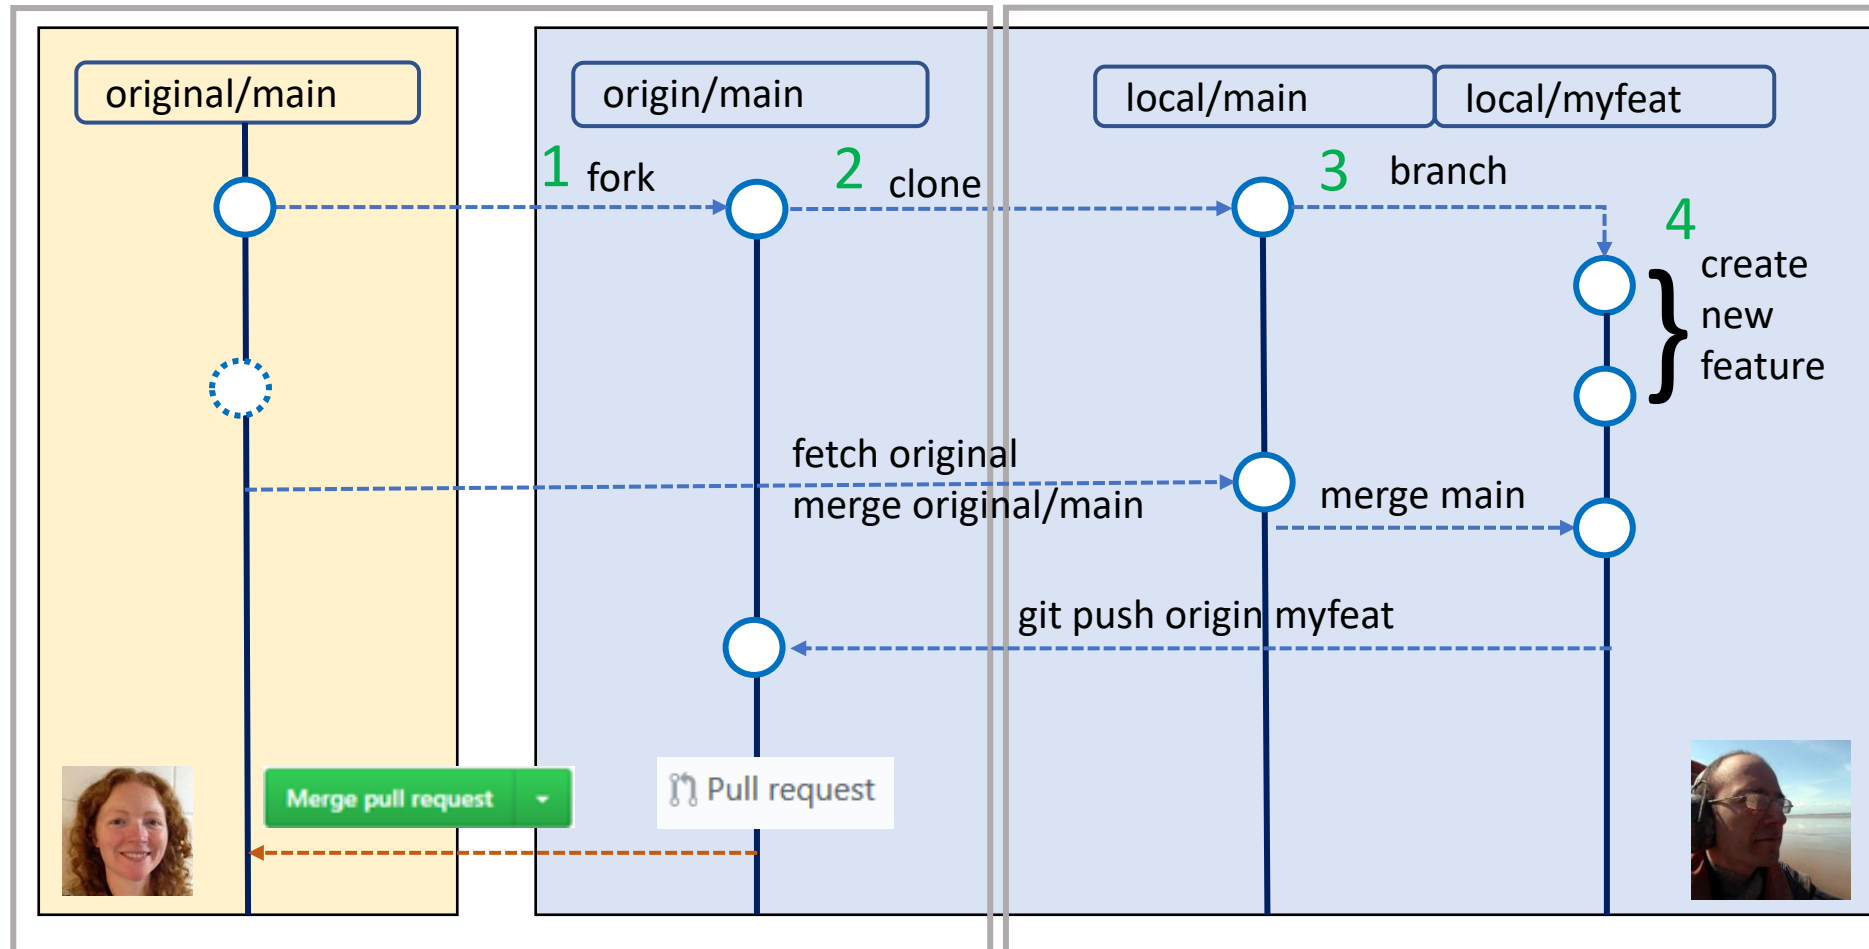 original/main
origin/main
local/main
local/myfeat
1 fork
2 clone
3 branch
4
create
new
feature
}
fetch original
merge original/main
merge main
git push origin myfeat
Merge pull request
Pull request